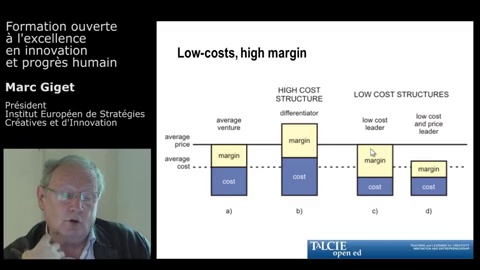 Formation ouverte
à l'excellence
en innovation
et progrès humain
Marc Giget
Président
Institut Européen de Stratégies
Créatives et d'Innovation
Low-costs, high margin
HIGH COST
STRUCTURE
LOW COST STRUCTURES
average
venture
differentiator
low cost
leader
low cost
and price
leader
average
price
average
cost
margin
margin
margin
margin
cost
cost
cost
cost
a)
b)
c)
d)
TALCIE
open ed